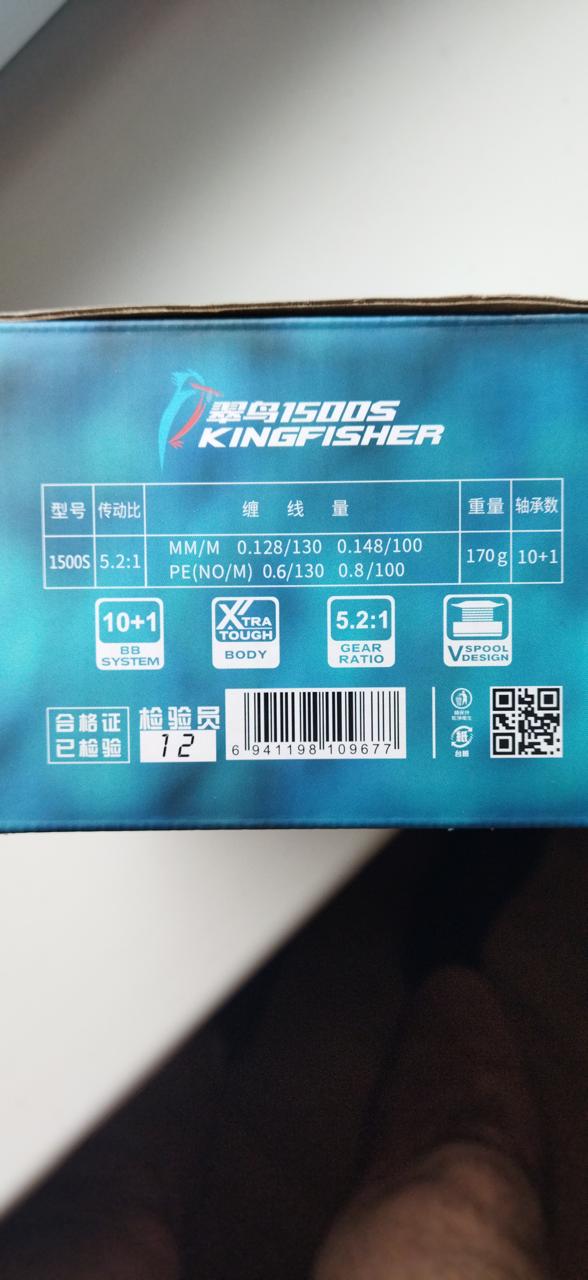 翠鸟1500S
KINGFISHER
型号 传动比 缠 线 量 重量 轴承数
1500S 5.2:1 MM/M 0.128/130 0.148/100 170g 10+1
PE(NO/M) 0.6/130 0.8/100
10+1
BB
SYSTEM
XTRA
TOUGH
BODY
5.2:1
GEAR
RATIO
V SPOOL
DESIGN
合格证
已检验
检验员
12
6 941198 109677
紙